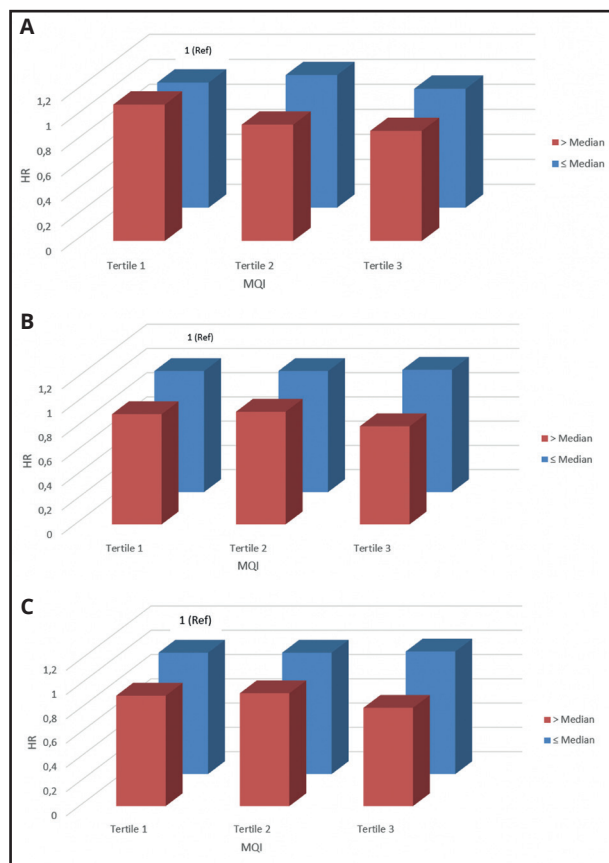 A
1 (Ref)
1,2
1
0,8
0,6
0,4
0,2
0
HR
Tertile 1
Tertile 2
Tertile 3
MQI
> Median
≤ Median
B
1 (Ref)
1,2
1
0,8
0,6
0,4
0,2
0
HR
Tertile 1
Tertile 2
Tertile 3
MQI
> Median
≤ Median
C
1 (Ref)
1,2
1
0,8
0,6
0,4
0,2
0
HR
Tertile 1
Tertile 2
Tertile 3
MQI
> Median
≤ Median